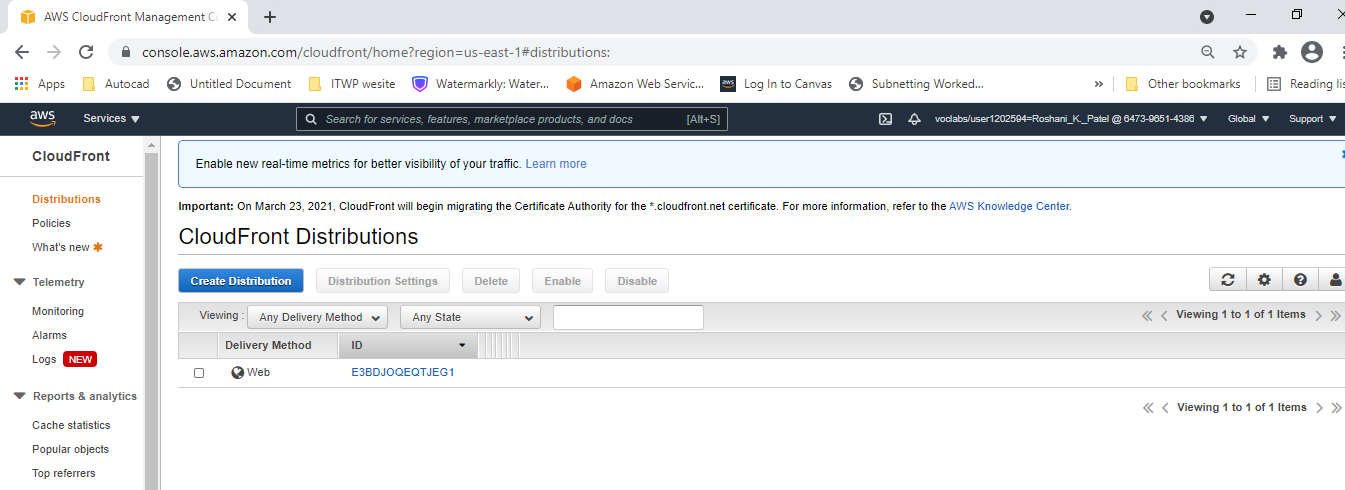 AWS CloudFront Management Co
console.aws.amazon.com/cloudfront/home?region=us-east-1#distributions:
Apps Autocad Untitled Document ITWP wesite Watermarkly: Water... Amazon Web Servic... aws Log In to Canvas Subnetting Worked... » Other bookmarks Reading lis
aws Services Search for services, features, marketplace products, and docs [Alt+S] voclabs/user1202594=Roshani_K._Patel @ 6473-9651-4386 Global Support
CloudFront
Distributions
Policies
What's new
Telemetry
Monitoring
Alarms
Logs NEW
Reports & analytics
Cache statistics
Popular objects
Top referrers
Enable new real-time metrics for better visibility of your traffic. Learn more
Important: On March 23, 2021, CloudFront will begin migrating the Certificate Authority for the *.cloudfront.net certificate. For more information, refer to the AWS Knowledge Center.
CloudFront Distributions
Create Distribution Distribution Settings Delete Enable Disable
Viewing : Any Delivery Method Any State Viewing 1 to 1 of 1 Items
Delivery Method ID
Web E3BDJOQEQTJEG1
Viewing 1 to 1 of 1 Items